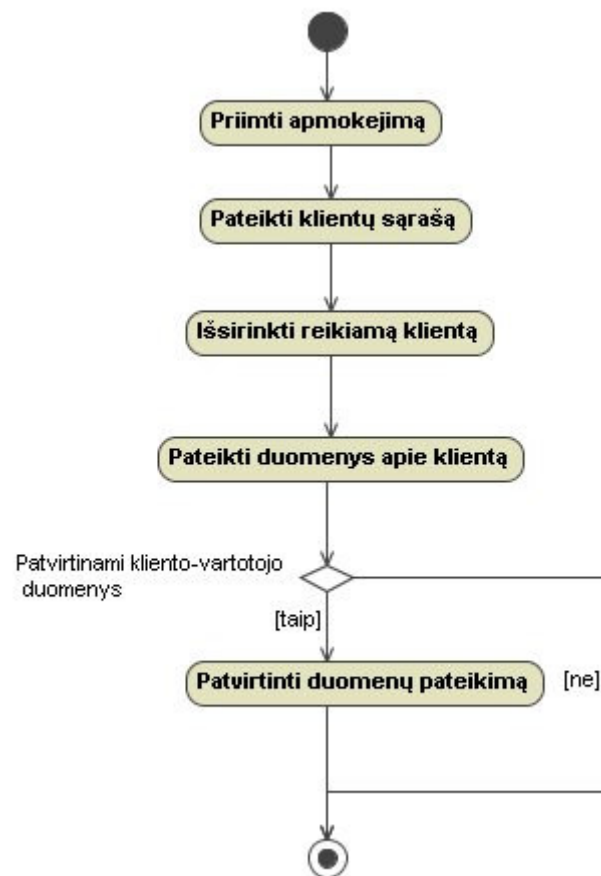 Priimti apmokejimą
Pateikti klientų sąrašą
Išsirinkti reikiamą klientą
Pateikti duomenys apie klientą
Patvirtinami kliento-vartotojo
duomenys
[taip]
Patvirtinti duomenų pateikimą
[ne]